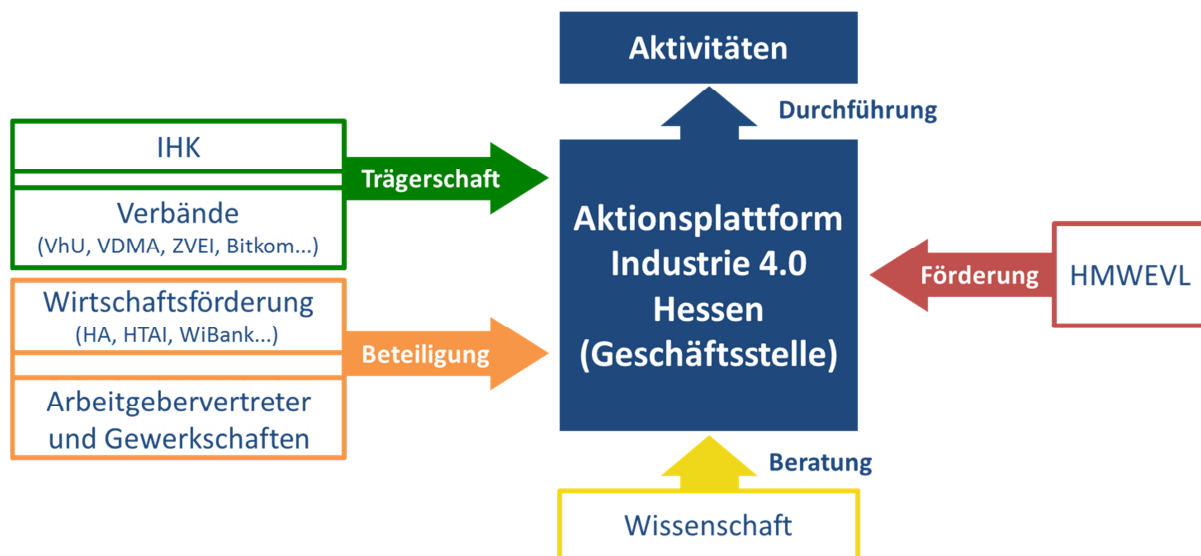 Aktivitäten
Durchführung
IHK
Verbände
(VhU, VDMA, ZVEI, Bitkom...)
Trägerschaft
Wirtschaftsförderung
(HA, HTAI, WiBank...)
Arbeitgebervertreter
und Gewerkschaften
Beteiligung
Aktionsplattform
Industrie 4.0
Hessen
(Geschäftsstelle)
Förderung
HMWEVL
Beratung
Wissenschaft